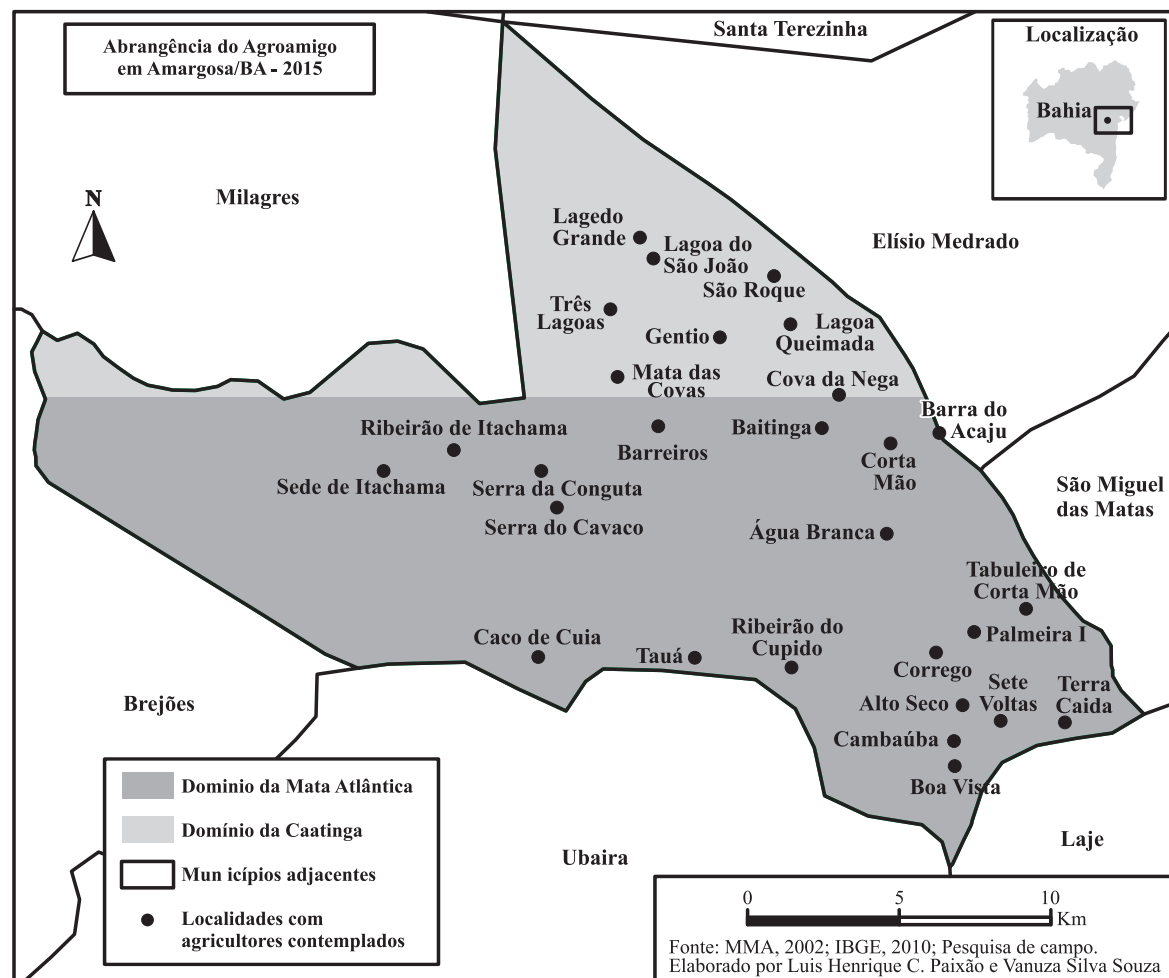 Abrangência do Agroamigo
em Amargosa/BA - 2015
Santa Terezinha
Localização
Bahia
N
Milagres
Elísio Medrado
Lagedo
Grande
Lagoa do
São João
São Roque
Três
Lagoas
Gentio
Lagoa
Queimada
Mata das
Covas
Cova da Nega
Barra do
Acaju
Ribeirão de Itachama
Barreiros
Baitinga
Corta
Mão
Sede de Itachama
Serra da Conguta
Serra do Cavaco
São Miguel
das Matas
Água Branca
Tabuleiro de
Corta Mão
Caco de Cuia
Tauá
Ribeirão do
Cupido
Palmeira I
Corrego
Brejões
Alto Seco
Sete
Voltas
Terra
Caida
Cambaúba
Boa Vista
Ubaira
Laje
Dominio da Mata Atlântica
Domínio da Caatinga
Mun icípios adjacentes
Localidades com
agricultores contemplados
0 5 10
Km
Fonte: MMA, 2002; IBGE, 2010; Pesquisa de campo.
Elaborado por Luis Henrique C. Paixão e Vanuza Silva Souza